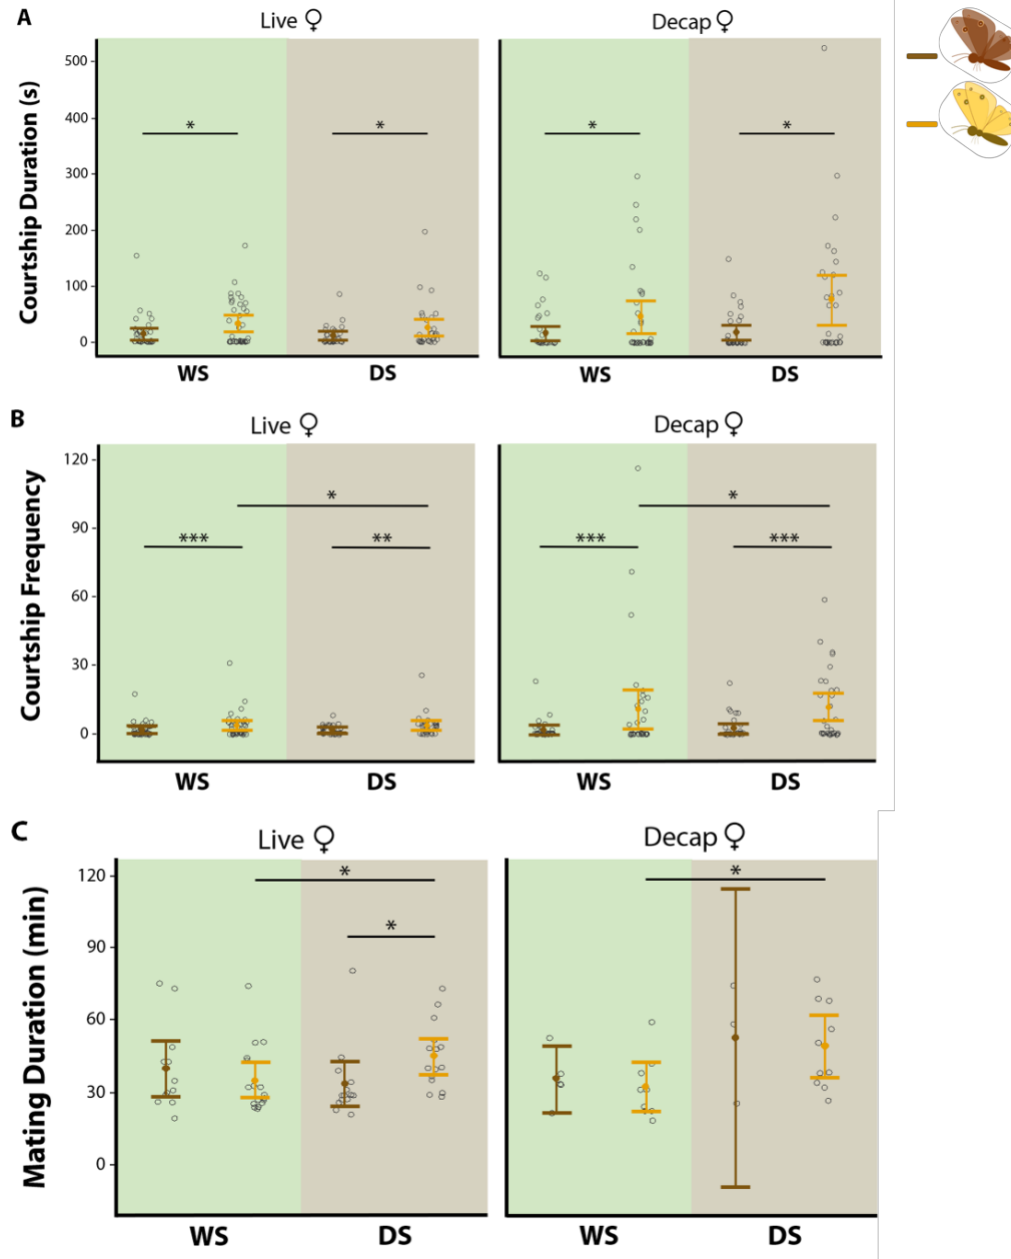 A
Live ♀
Decap ♀
Courtship Duration (s)
500
400
300
200
100
0
*
*
*
*
WS
DS
WS
DS
B
Live ♀
Decap ♀
Courtship Frequency
120
90
60
30
0
*
*
***
**
***
***
WS
DS
WS
DS
C
Live ♀
Decap ♀
Mating Duration (min)
120
90
60
30
0
*
*
*
WS
DS
WS
DS